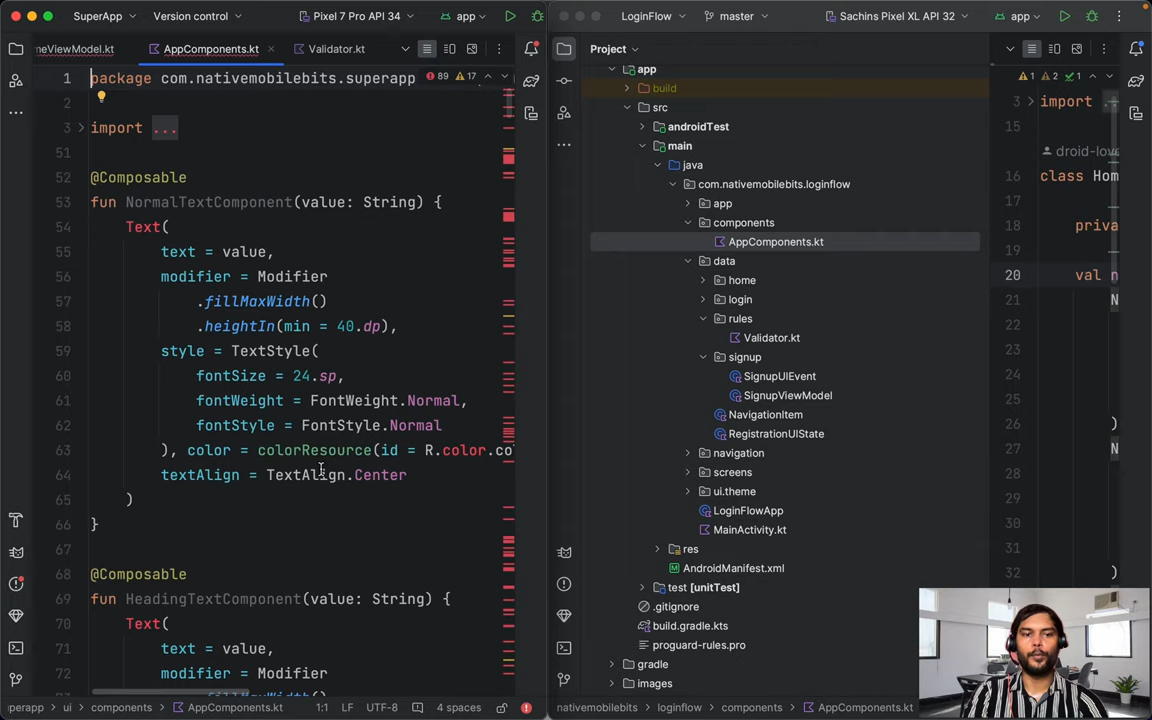 SuperApp
Version control
Pixel 7 Pro API 34
app
LoginFlow
master
Sachins Pixel XL API 32
app
meViewModel.kt
AppComponents.kt
Validator.kt
Project
1
package com.nativemobilebits.superapp
89
17
2
3
import ...
51
52
@Composable
53
fun NormalTextComponent(value: String) {
54
Text(
55
text = value,
56
modifier = Modifier
57
.fillMaxWidth()
58
.heightIn(min = 40.dp),
59
style = TextStyle(
60
fontSize = 24.sp,
61
fontWeight = FontWeight.Normal,
62
fontStyle = FontStyle.Normal
63
), color = colorResource(id = R.color.co
64
textAlign = TextAlign.Center
65
)
66
}
67
68
@Composable
69
fun HeadingTextComponent(value: String) {
70
Text(
71
text = value,
72
modifier = Modifier
.fillMaxWidth()
uperapp
ui
components
AppComponents.kt
1:1
LF
UTF-8
4 spaces
app
build
src
androidTest
main
java
com.nativemobilebits.loginflow
app
components
AppComponents.kt
data
home
login
rules
Validator.kt
signup
SignupUIEvent
SignupViewModel
NavigationItem
RegistrationUIState
navigation
screens
ui.theme
LoginFlowApp
MainActivity.kt
res
AndroidManifest.xml
test [unitTest]
.gitignore
build.gradle.kts
proguard-rules.pro
gradle
images
nativemobilebits
loginflow
components
AppComponents.kt
1
2
1
3
import ...
15
droid-lov
16
class Hom
17
18
priva
19
20
val n
21
N
22
23
24
25
26
)
27
N
28
29
30
31
32
)